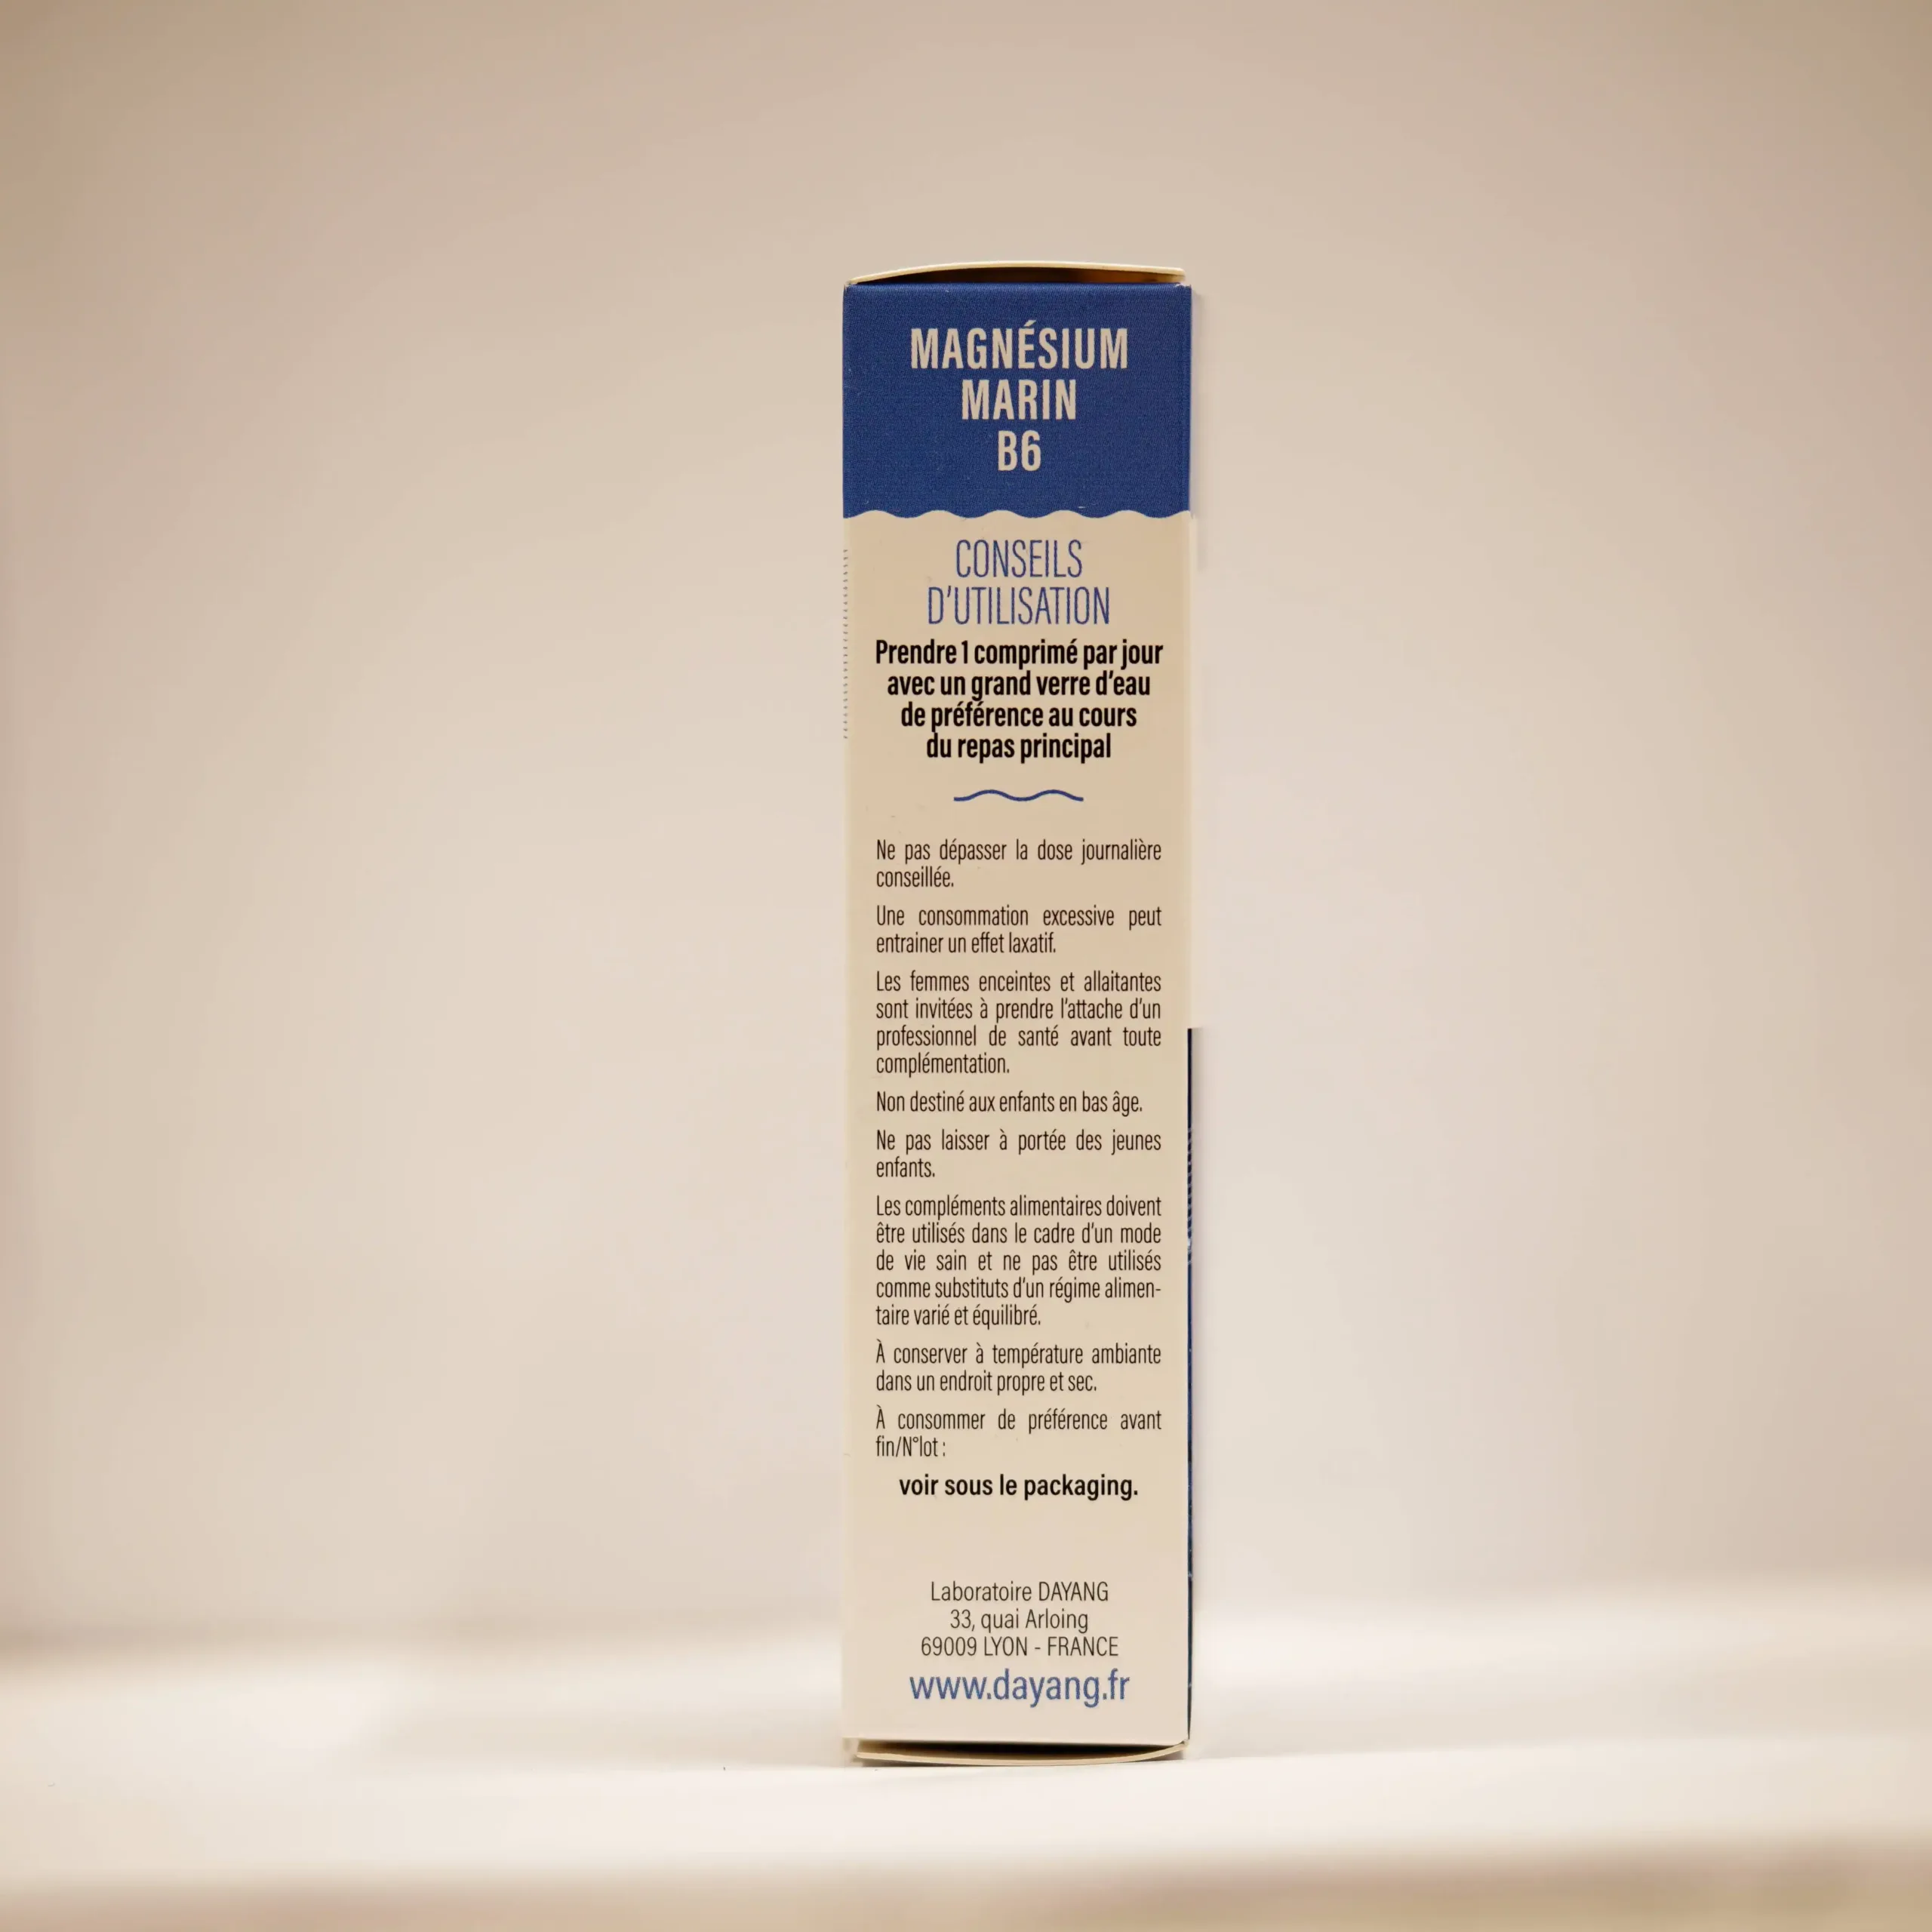 MAGNÉSIUM
MARIN
B6
CONSEILS
D'UTILISATION
Prendre 1 comprimé par jour
avec un grand verre d'eau
de préférence au cours
du repas principal
Ne pas dépasser la dose journalière
conseillée.
Une consommation excessive peut
entrainer un effet laxatif.
Les femmes enceintes et allaitantes
sont invitées à prendre l'attache d'un
professionnel de santé avant toute
complémentation.
Non destiné aux enfants en bas âge.
Ne pas laisser à portée des jeunes
enfants.
Les compléments alimentaires doivent
être utilisés dans le cadre d'un mode
de vie sain et ne pas être utilisés
comme substituts d'un régime alimen-
taire varié et équilibré.
À conserver à température ambiante
dans un endroit propre et sec.
À consommer de préférence avant
fin/N°lot :
voir sous le packaging.
Laboratoire DAYANG
33, quai Arloing
69009 LYON - FRANCE
www.dayang.fr